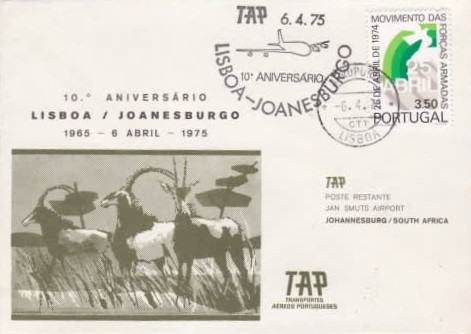 TAP 6.4.75
LISBOA-JOANESBURGO
10º ANIVERSÁRIO
MOVIMENTO DAS
FORÇAS ARMADAS
25 DE ABRIL DE 1974
25
ABRIL
3.50
PORTUGAL
-6.4.
CTT
LISBOA
10.º ANIVERSÁRIO
LISBOA / JOANESBURGO
1965 - 6 ABRIL - 1975
TAP
POSTE RESTANTE
JAN SMUTS AIRPORT
JOHANNESBURG/SOUTH AFRICA
TAP
TRANSPORTES
AÉREOS PORTUGUESES